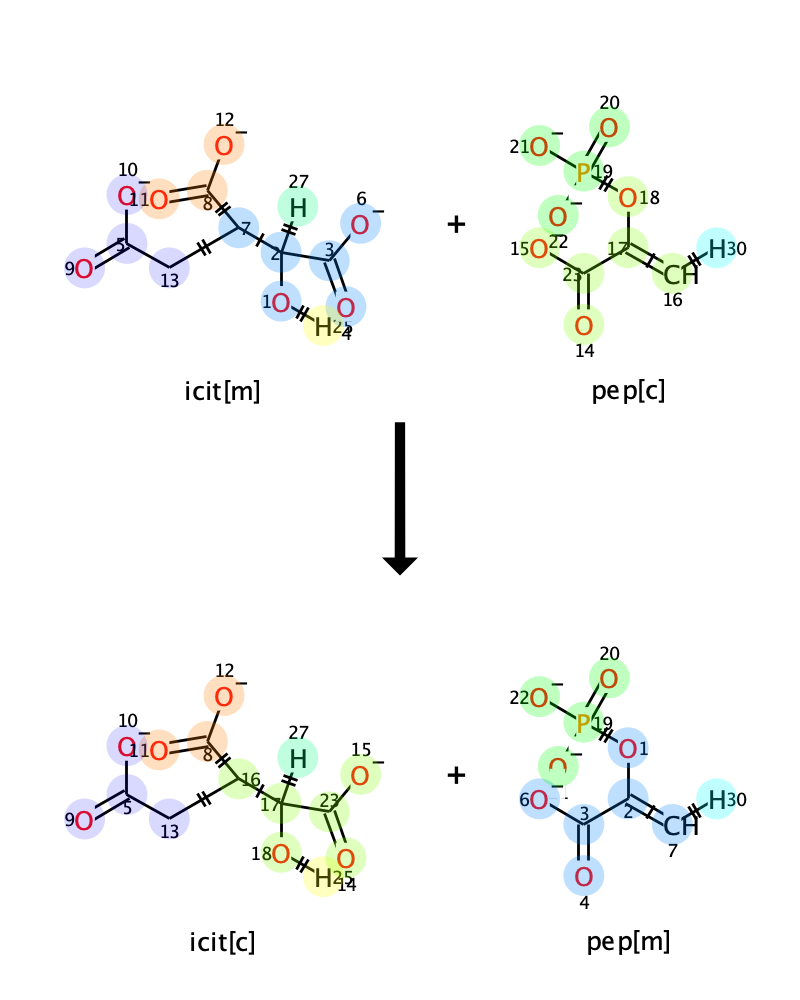 12
O−
10
O−
11 O
8
27
H
6
O−
7
5
2
3
9 O
13
1 O
H 25
O
4
20
O
21 O−
P 19
O 18
O−
22
15 O
17
H 30
23
CH
16
O
14
+
icit[m]
pep[c]
12
O−
10
O−
11 O
8
27
H
15
O−
16
5
17
23
9 O
13
18 O
H 25
O
14
20
O
22 O−
P 19
O 1
O−
6 O−
2
H 30
3
CH
7
O
4
+
icit[c]
pep[m]